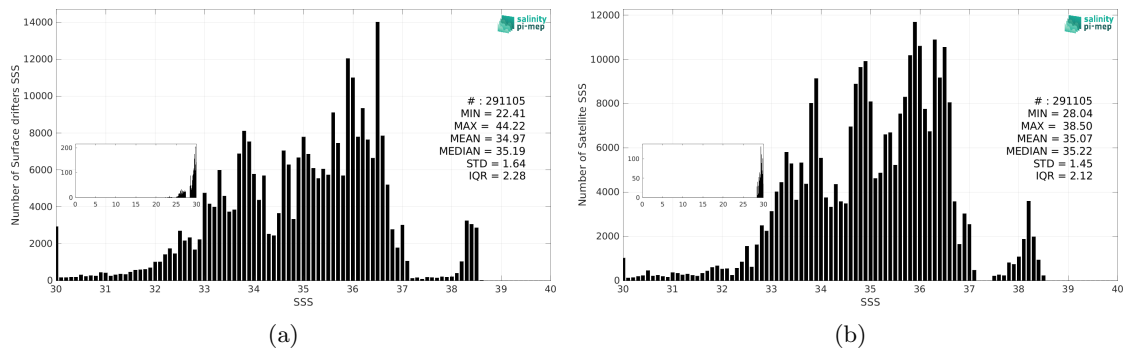 salinity
pi-mep
14000
12000
10000
8000
6000
4000
2000
0
Number of Surface drifters SSS
# : 291105
MIN = 22.41
MAX = 44.22
MEAN = 34.97
MEDIAN = 35.19
STD = 1.64
IQR = 2.28
200
100
0
0 5 10 15 20 25 30
30 31 32 33 34 35 36 37 38 39 40
SSS
(a)
salinity
pi-mep
12000
10000
8000
6000
4000
2000
0
Number of Satellite SSS
# : 291105
MIN = 28.04
MAX = 38.50
MEAN = 35.07
MEDIAN = 35.22
STD = 1.45
IQR = 2.12
100
50
0
0 5 10 15 20 25 30
30 31 32 33 34 35 36 37 38 39 40
SSS
(b)